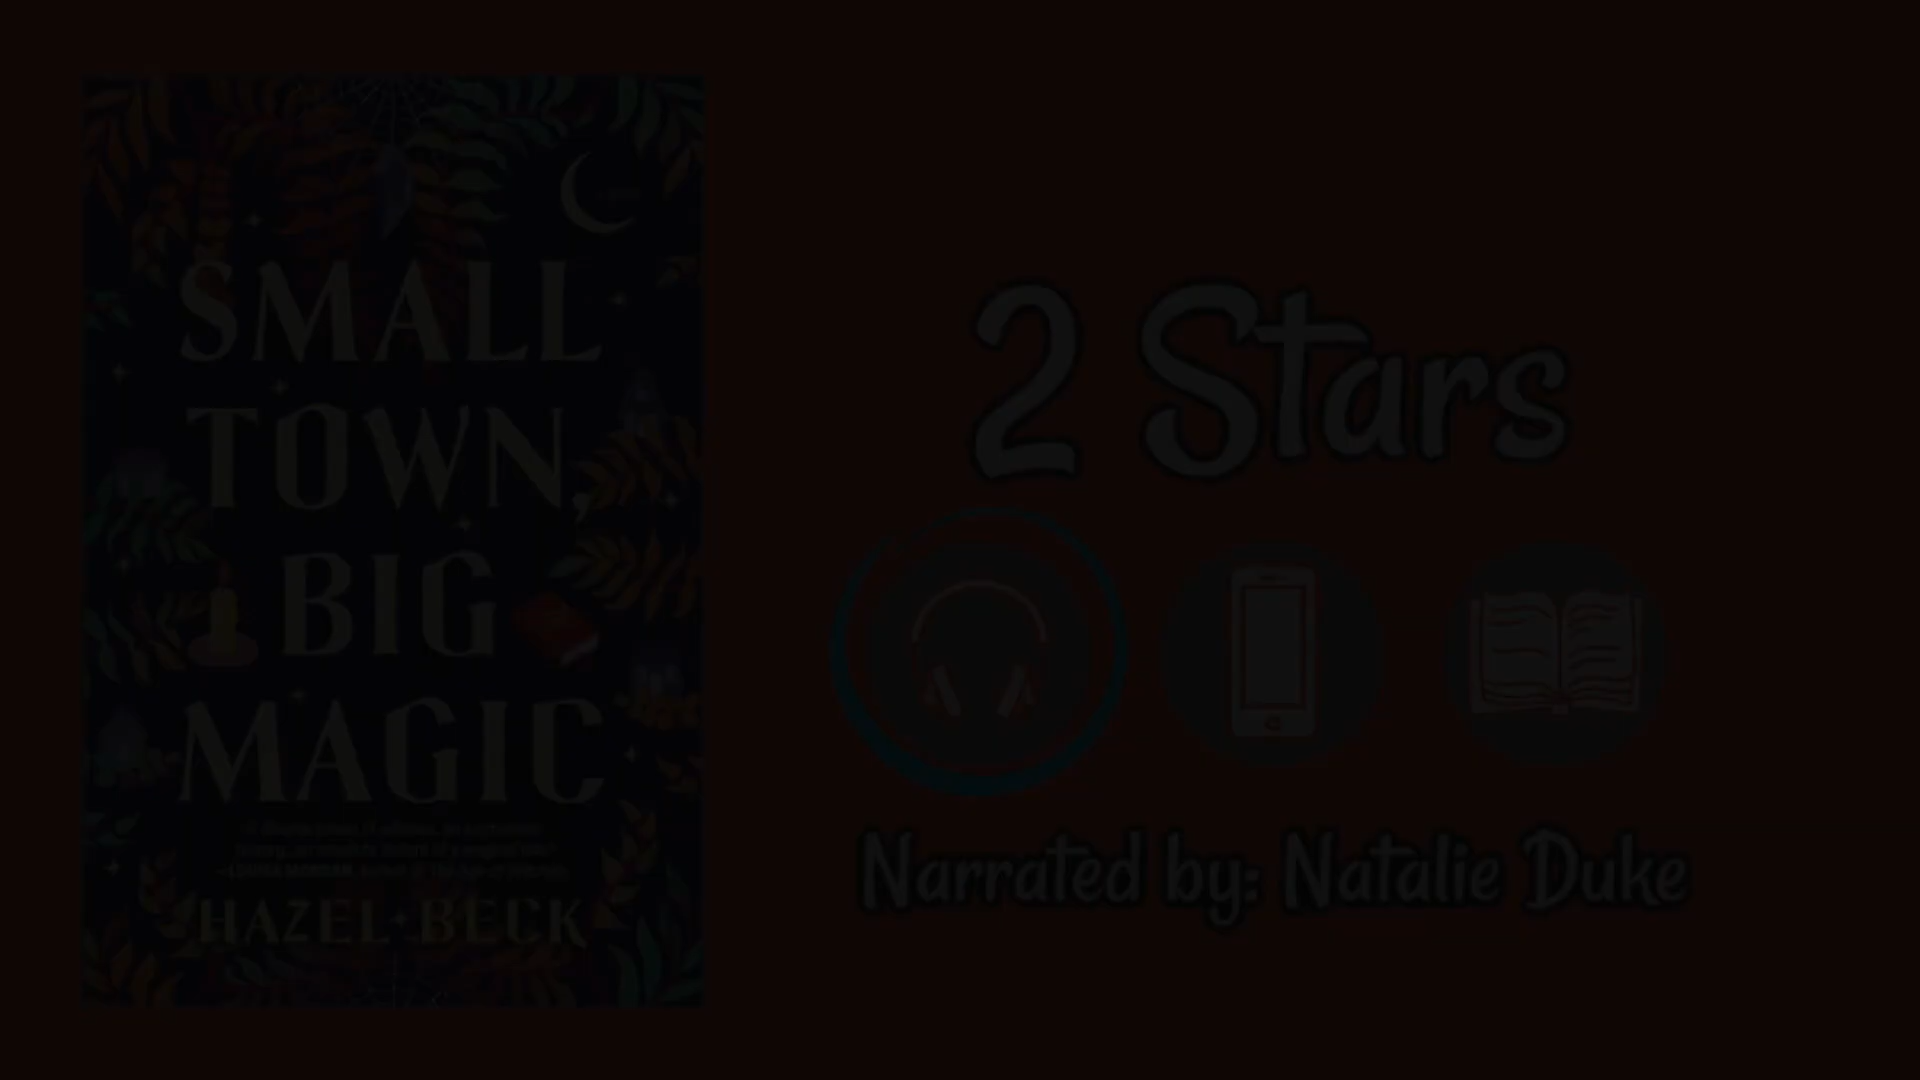 SMALL
TOWN,
BIG
MAGIC
HAZEL BECK
2 Stars
Narrated by: Natalie Duke